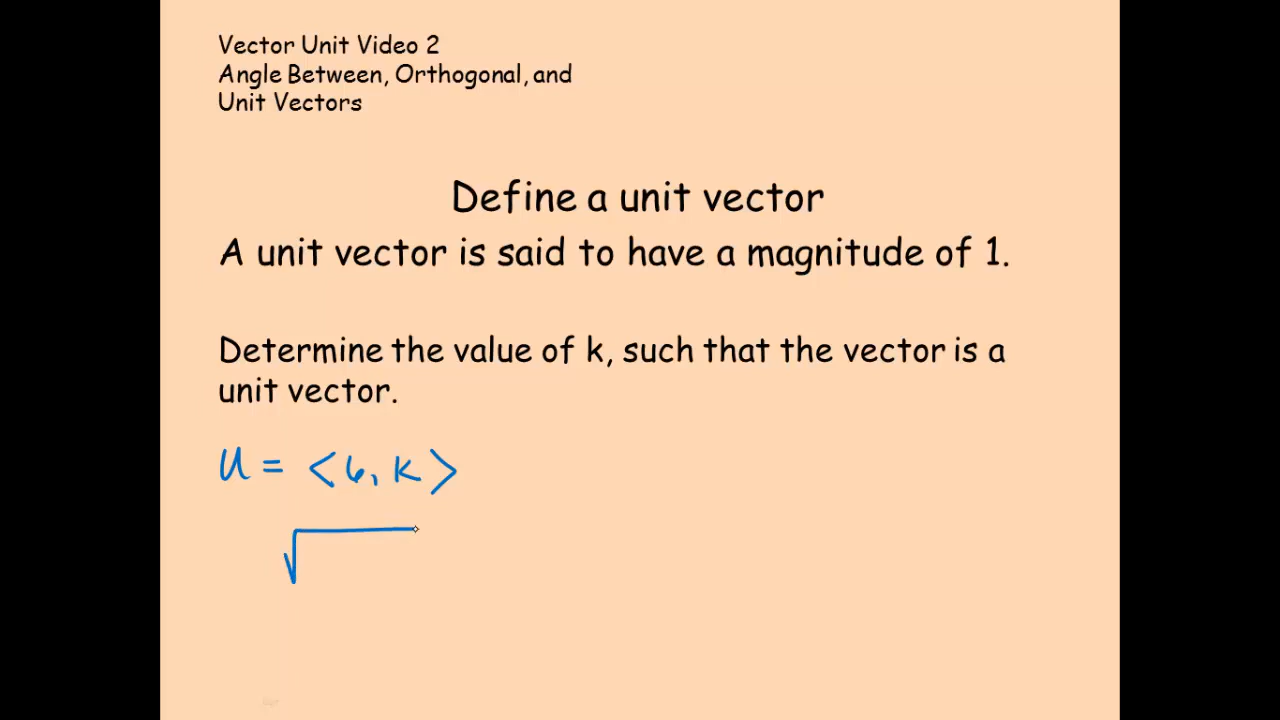 Vector Unit Video 2
Angle Between, Orthogonal, and
Unit Vectors
Define a unit vector
A unit vector is said to have a magnitude of 1.
Determine the value of k, such that the vector is a
unit vector.
u = <6, k>
√